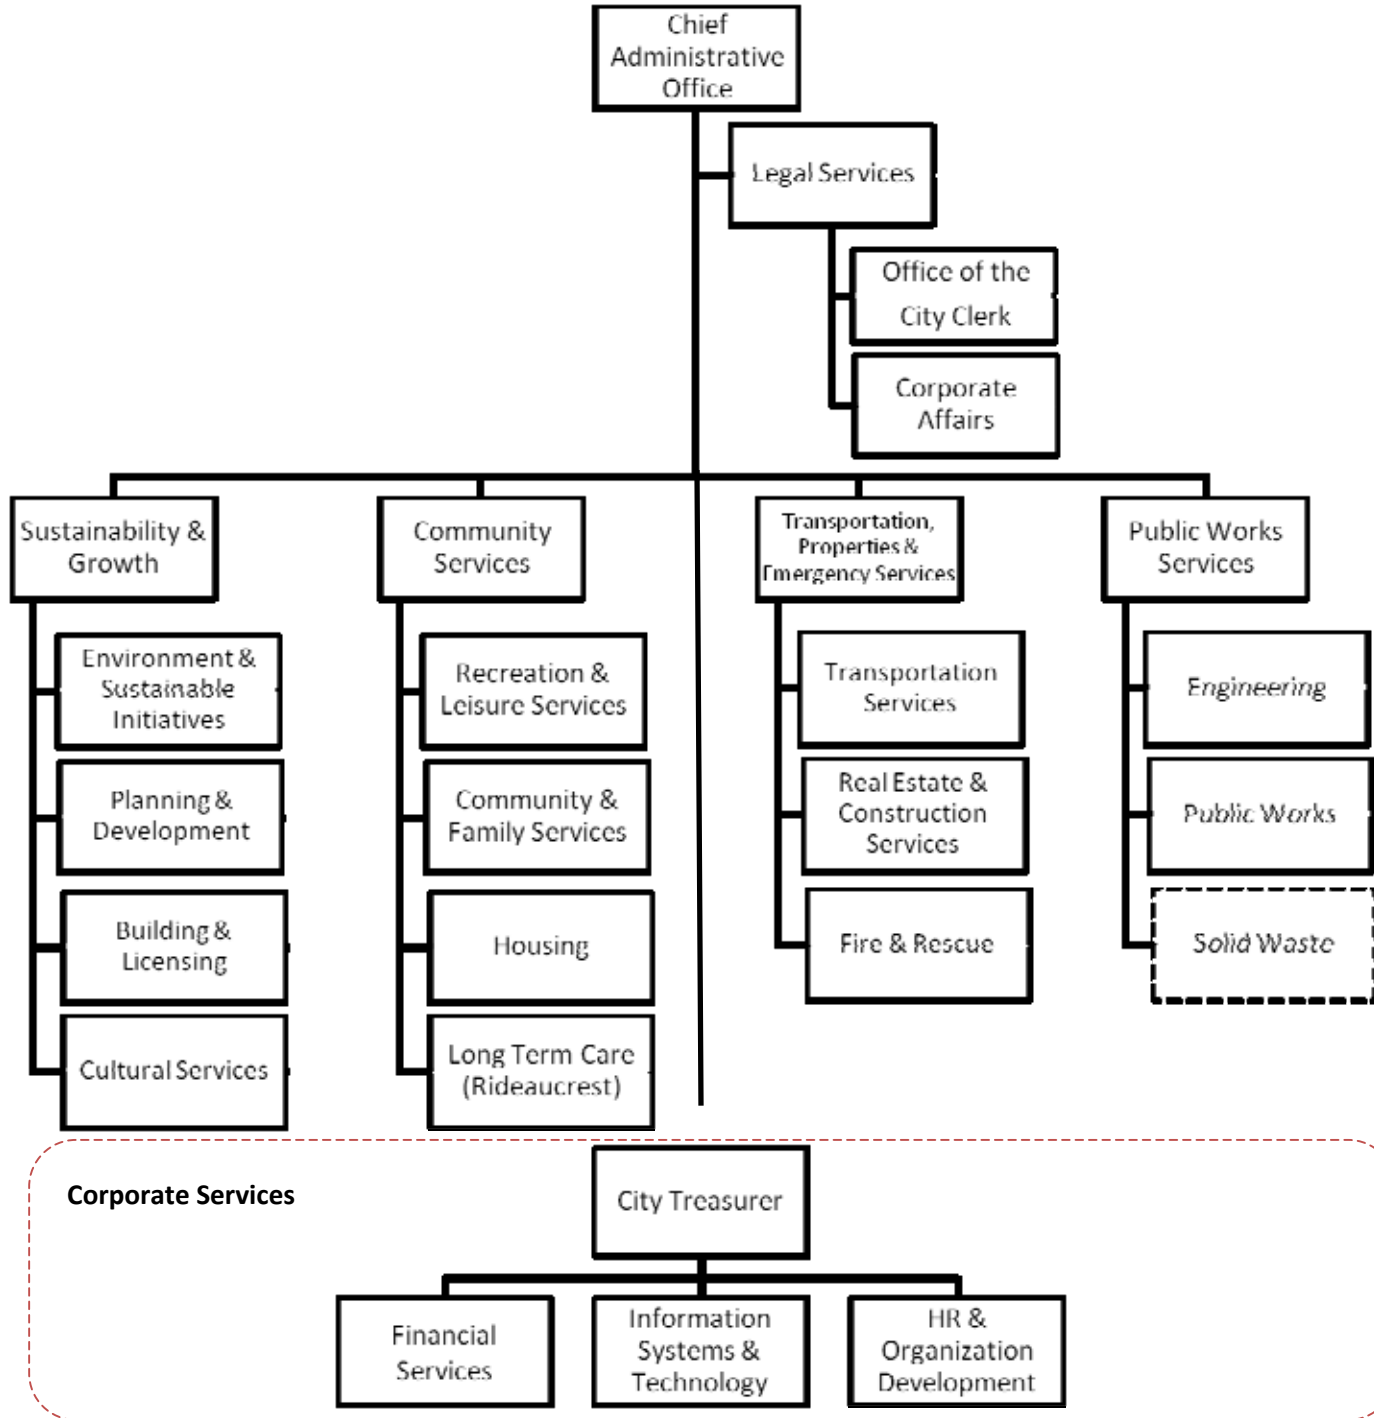 Chief
Administrative
Office
Legal Services
Office of the
City Clerk
Corporate
Affairs
Sustainability &
Growth
Environment &
Sustainable
Initiatives
Planning &
Development
Building &
Licensing
Cultural Services
Community
Services
Recreation &
Leisure Services
Community &
Family Services
Housing
Long Term Care
(Rideaucrest)
Transportation,
Properties &
Emergency Services
Transportation
Services
Real Estate &
Construction
Services
Fire & Rescue
Public Works
Services
Engineering
Public Works
Solid Waste
Corporate Services
City Treasurer
Financial
Services
Information
Systems &
Technology
HR &
Organization
Development